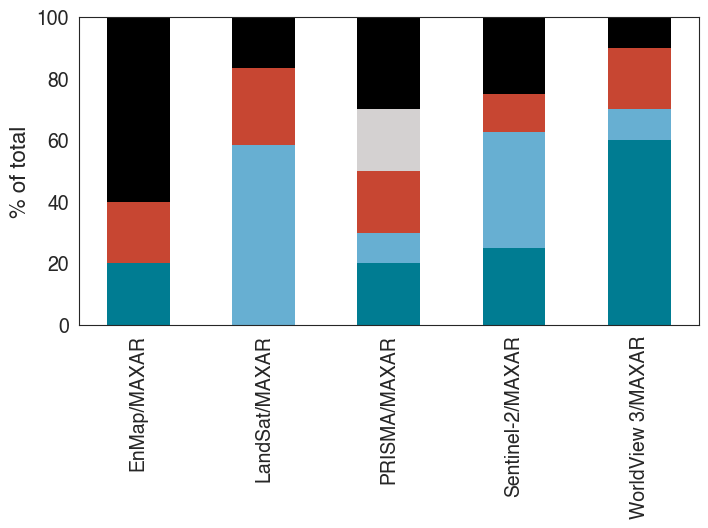 % of total
100
80
60
40
20
0
EnMap/MAXAR
LandSat/MAXAR
PRISMA/MAXAR
Sentinel-2/MAXAR
WorldView 3/MAXAR